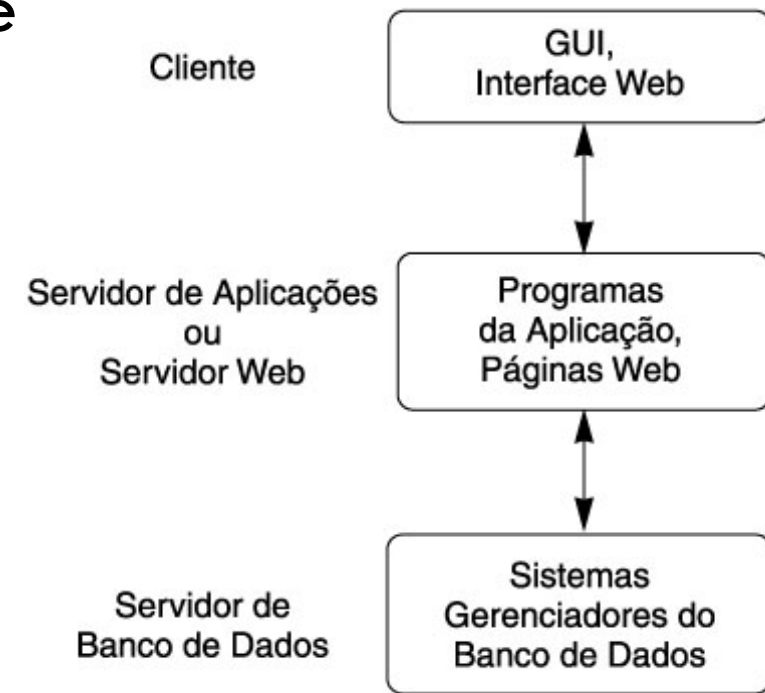 e
Cliente
GUI,
Interface Web
Servidor de Aplicações
ou
Servidor Web
Programas
da Aplicação,
Páginas Web
Servidor de
Banco de Dados
Sistemas
Gerenciadores do
Banco de Dados